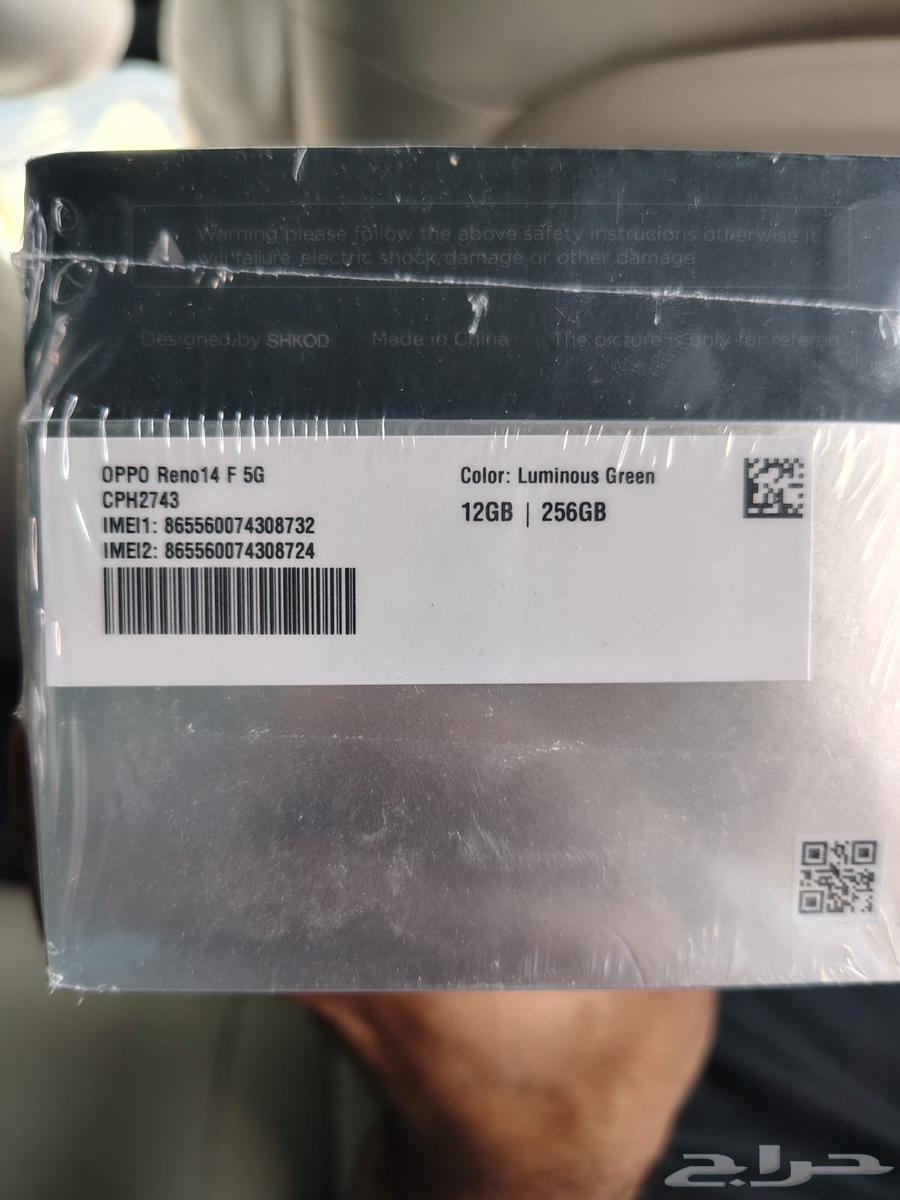 Warning please follow the above safety instrucions otherwise it
will failure, electric shock, damage or other damage
Designed by SHKOD Made in China The picture is only for referen
OPPO Reno14 F 5G
CPH2743
IMEI1: 865560074308732
IMEI2: 865560074308724
Color: Luminous Green
12GB | 256GB
حراج